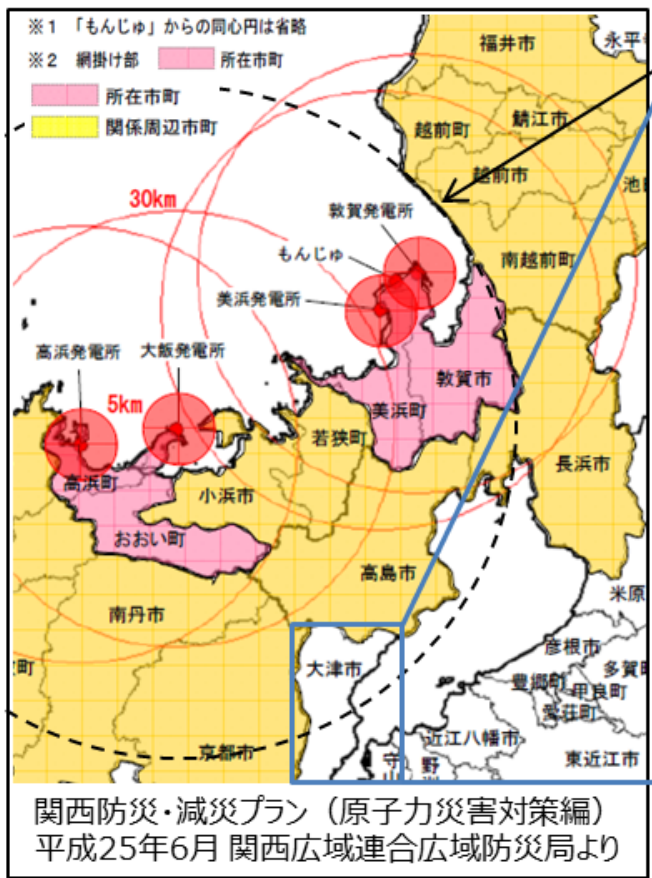 ※1 「もんじゅ」からの同心円は省略
※2 網掛け部 所在市町
所在市町
関係周辺市町
福井市
永平
鯖江市
越前町
越前市
池
30km
敦賀発電所
もんじゅ
南越前町
美浜発電所
高浜発電所
大飯発電所
敦賀市
5km
美浜町
若狭町
長浜市
高浜町
小浜市
おおい町
高島市
南丹市
米原
大津市
彦根市
町
多賀町
豊郷町
甲良町
愛荘町
京都市
近江八幡市
守山
野
東近江市
関西防災・減災プラン（原子力災害対策編）
平成25年6月 関西広域連合広域防災局より